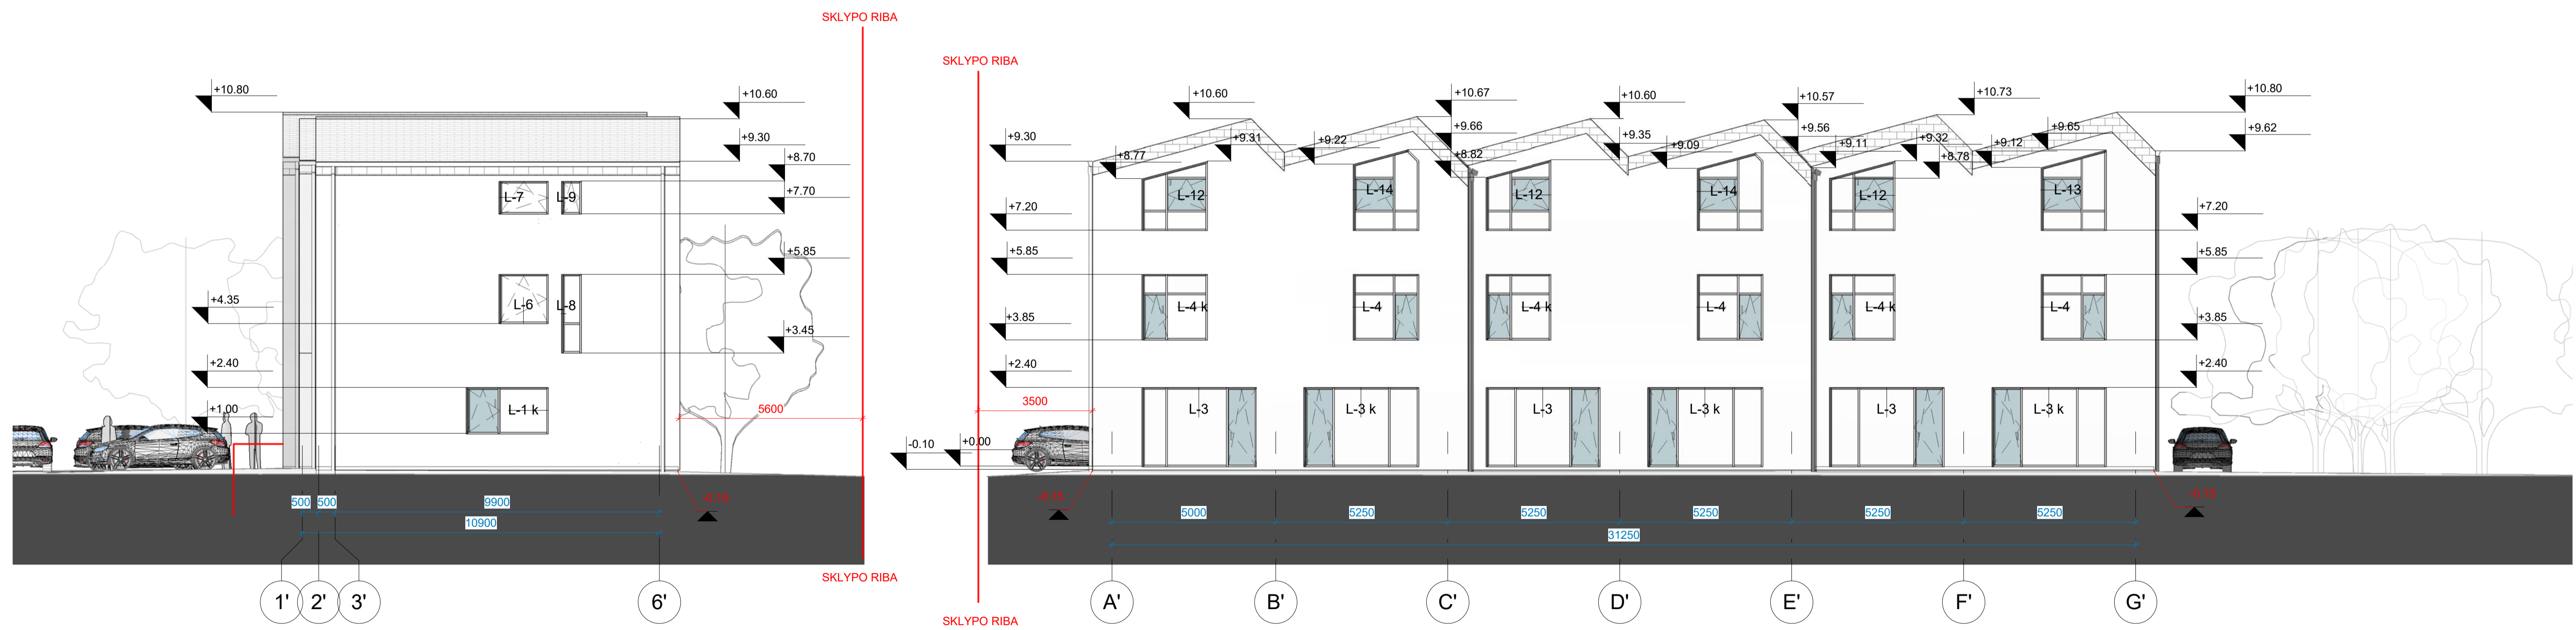 SKLYPO RIBA
+10.80
+10.60
+9.30
+8.70
+7.70
+5.85
+4.35
+3.45
+2.40
+1.00
L-7
L-9
L-6
L-8
L-1 k
5600
-0.15
500
500
9900
10900
SKLYPO RIBA
1'
2'
3'
6'
SKLYPO RIBA
+10.60
+10.67
+10.60
+10.57
+10.73
+10.80
+9.30
+8.77
+9.31
+9.22
+9.66
+8.82
+9.35
+9.09
+9.56
+9.11
+9.32
+8.78
+9.12
+9.65
+9.62
L-12
L-14
L-12
L-14
L-12
L-13
+7.20
+7.20
+5.85
+5.85
L-4 k
L-4
L-4 k
L-4
L-4 k
L-4
+3.85
+3.85
+2.40
+2.40
3500
L-3
L-3 k
L-3
L-3 k
L-3
L-3 k
-0.10
+0.00
-0.15
-0.15
5000
5250
5250
5250
5250
5250
31250
A'
B'
C'
D'
E'
F'
G'
SKLYPO RIBA